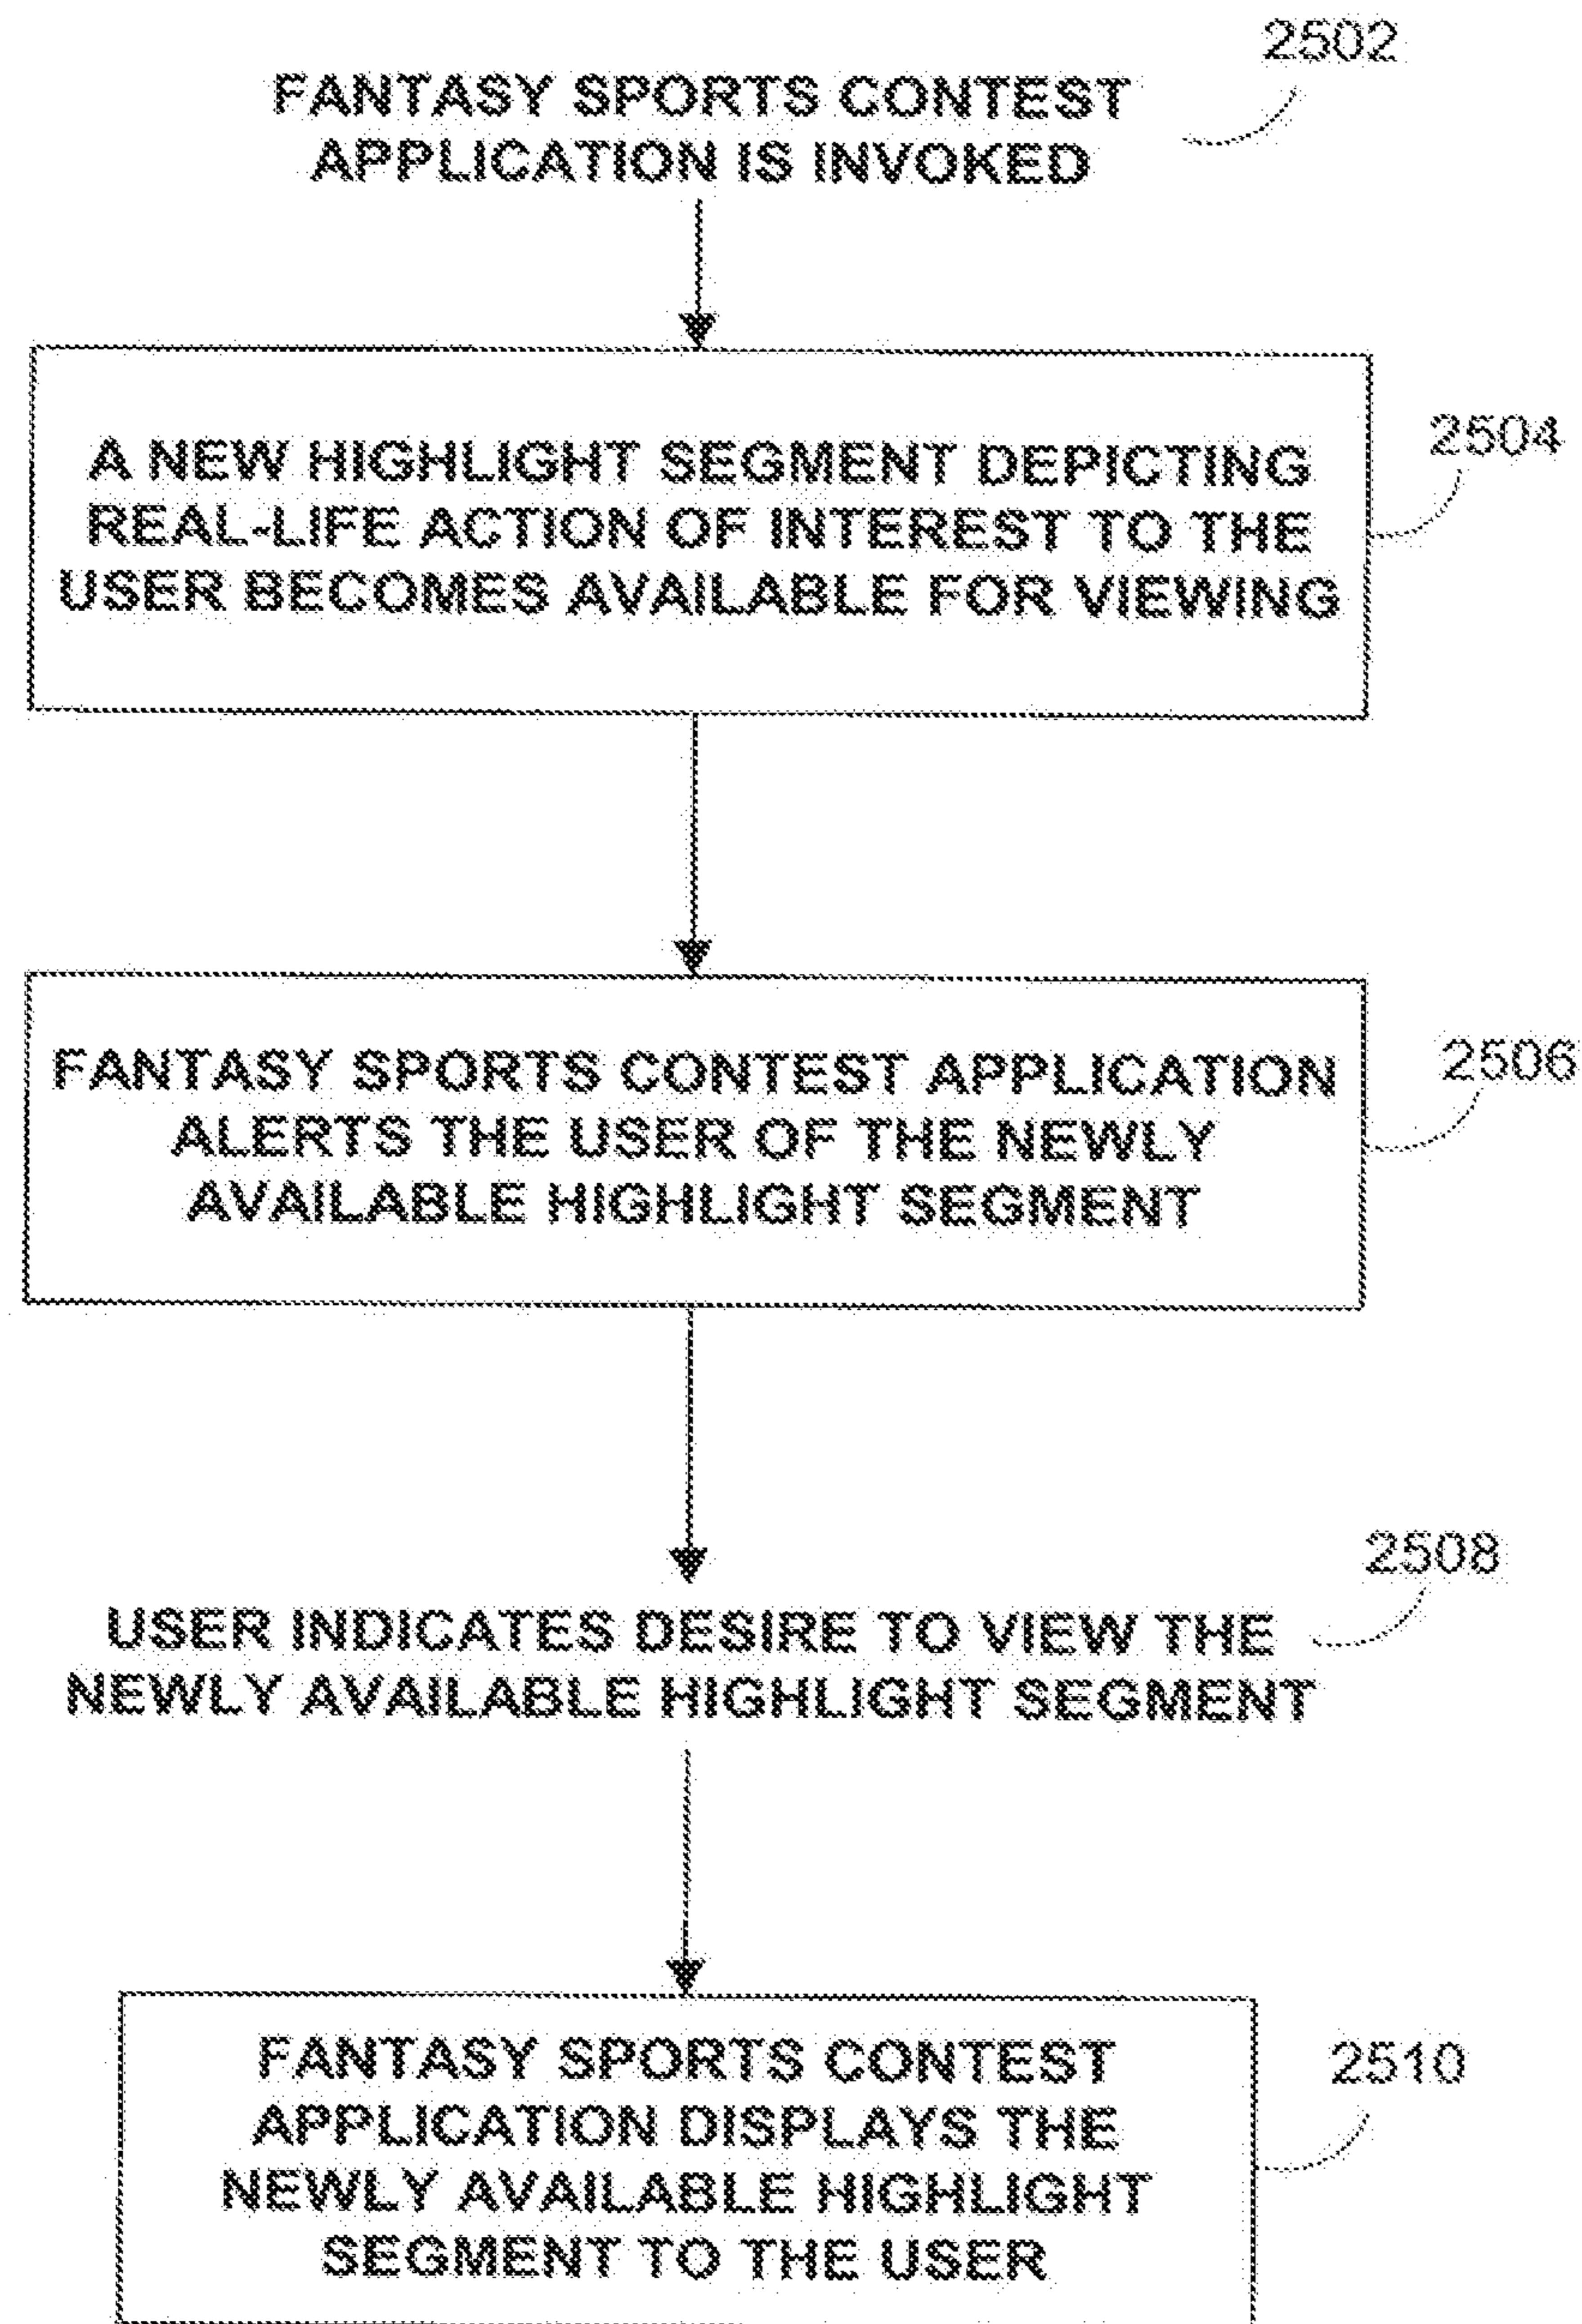 2502
FANTASY SPORTS CONTEST
APPLICATION IS INVOKED
A NEW HIGHLIGHT SEGMENT DEPICTING
REAL-LIFE ACTION OF INTEREST TO THE
USER BECOMES AVAILABLE FOR VIEWING
2504
FANTASY SPORTS CONTEST APPLICATION
ALERTS THE USER OF THE NEWLY
AVAILABLE HIGHLIGHT SEGMENT
2506
USER INDICATES DESIRE TO VIEW THE
NEWLY AVAILABLE HIGHLIGHT SEGMENT
2508
FANTASY SPORTS CONTEST
APPLICATION DISPLAYS THE
NEWLY AVAILABLE HIGHLIGHT
SEGMENT TO THE USER
2510